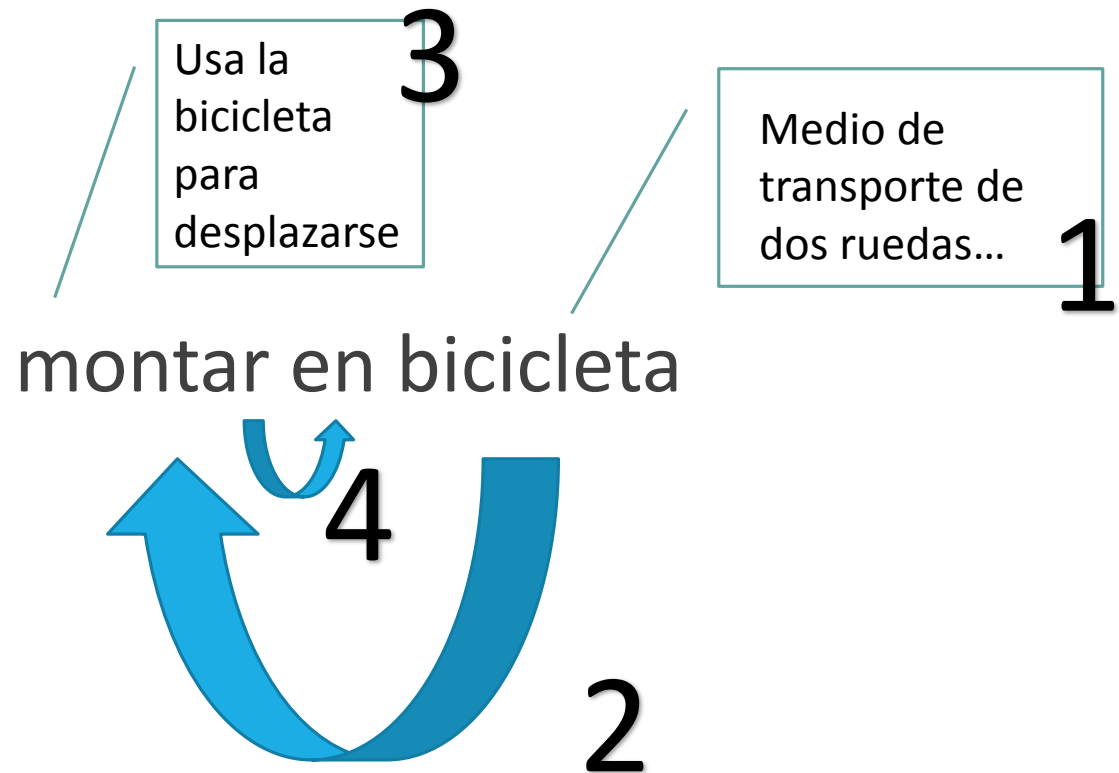 Usa la
bicicleta
para
desplazarse
3
Medio de
transporte de
dos ruedas…
1
montar en bicicleta
4
2